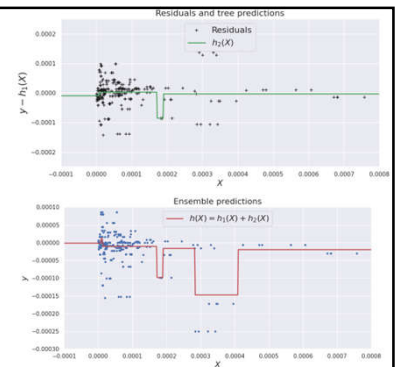 Residuals and tree predictions
0.0002
0.0001
0.0000
−0.0001
−0.0002
y − h₁(X)
Residuals
h₂(X)
−0.0001 0.0000 0.0001 0.0002 0.0003 0.0004 0.0005 0.0006 0.0007 0.0008
X
Ensemble predictions
0.00010
0.00005
0.00000
−0.00005
−0.00010
−0.00015
−0.00020
−0.00025
−0.00030
y
h(X) = h₁(X) + h₂(X)
−0.0001 0.0000 0.0001 0.0002 0.0003 0.0004 0.0005 0.0006 0.0007 0.0008
X